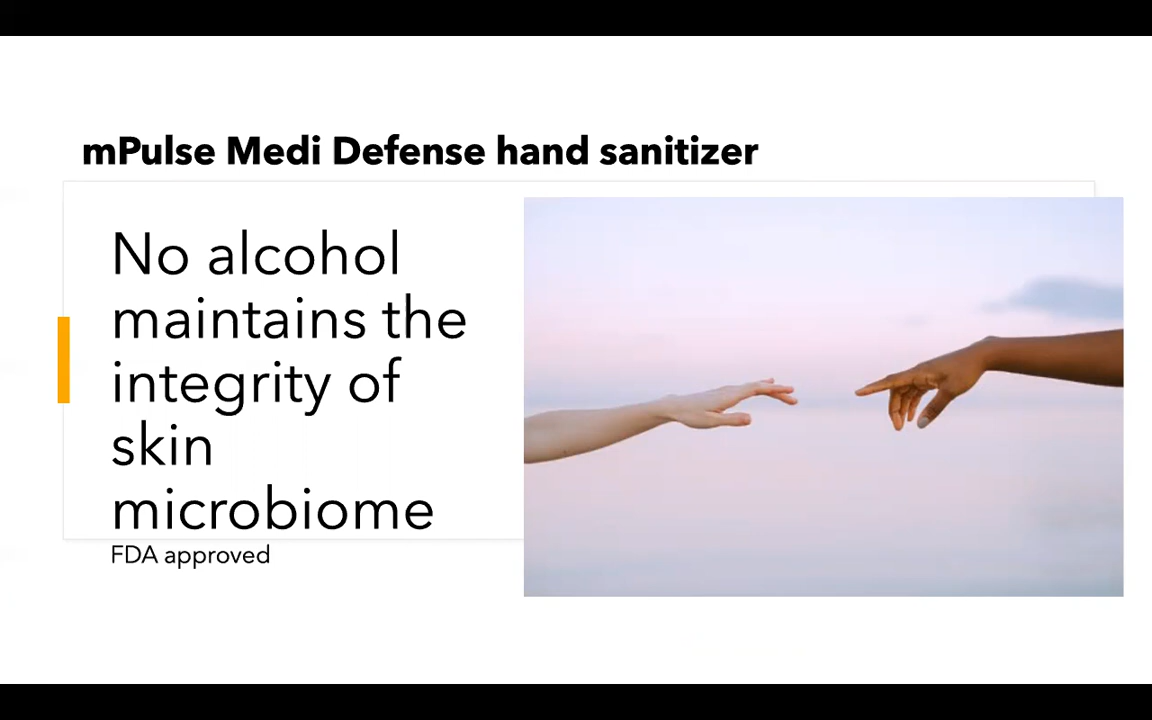 mPulse Medi Defense hand sanitizer
No alcohol
maintains the
integrity of
skin
microbiome
FDA approved